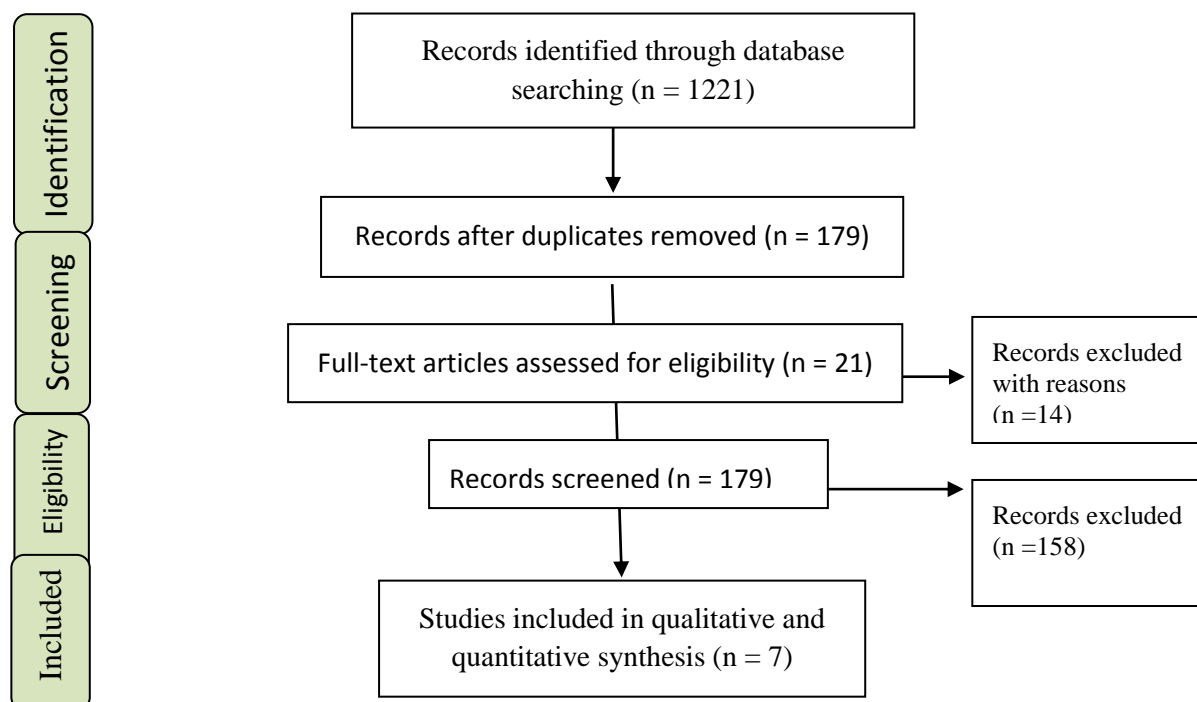 Identification
Records identified through database
searching (n = 1221)
Records after duplicates removed (n = 179)
Screening
Full-text articles assessed for eligibility (n = 21)
Records excluded
with reasons
(n =14)
Eligibility
Records screened (n = 179)
Records excluded
(n =158)
Included
Studies included in qualitative and
quantitative synthesis (n = 7)